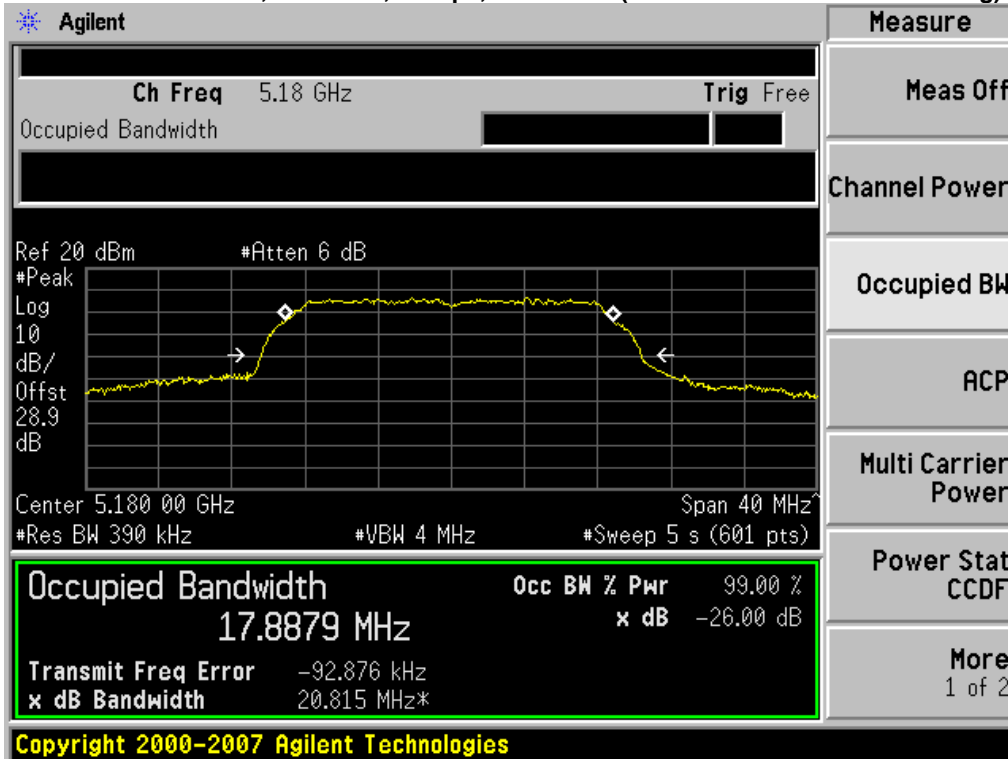 Agilent
Measure
Ch Freq 5.18 GHz Trig Free
Occupied Bandwidth
Meas Off
Channel Power
Occupied BW
ACP
Multi Carrier
Power
Power Stat
CCDF
More
1 of 2
Ref 20 dBm #Atten 6 dB
#Peak
Log
10
dB/
Offst
28.9
dB
Center 5.180 00 GHz Span 40 MHz^
#Res BW 390 kHz #VBW 4 MHz #Sweep 5 s (601 pts)
Occupied Bandwidth Occ BW % Pwr 99.00 %
17.8879 MHz x dB -26.00 dB
Transmit Freq Error -92.876 kHz
x dB Bandwidth 20.815 MHz*
Copyright 2000-2007 Agilent Technologies